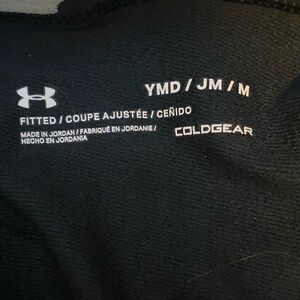 YMD / JM / M
FITTED / COUPE AJUSTÉE / CEÑIDO
MADE IN JORDAN / FABRIQUÉ EN JORDANIE /
HECHO EN JORDANIA
COLDGEAR